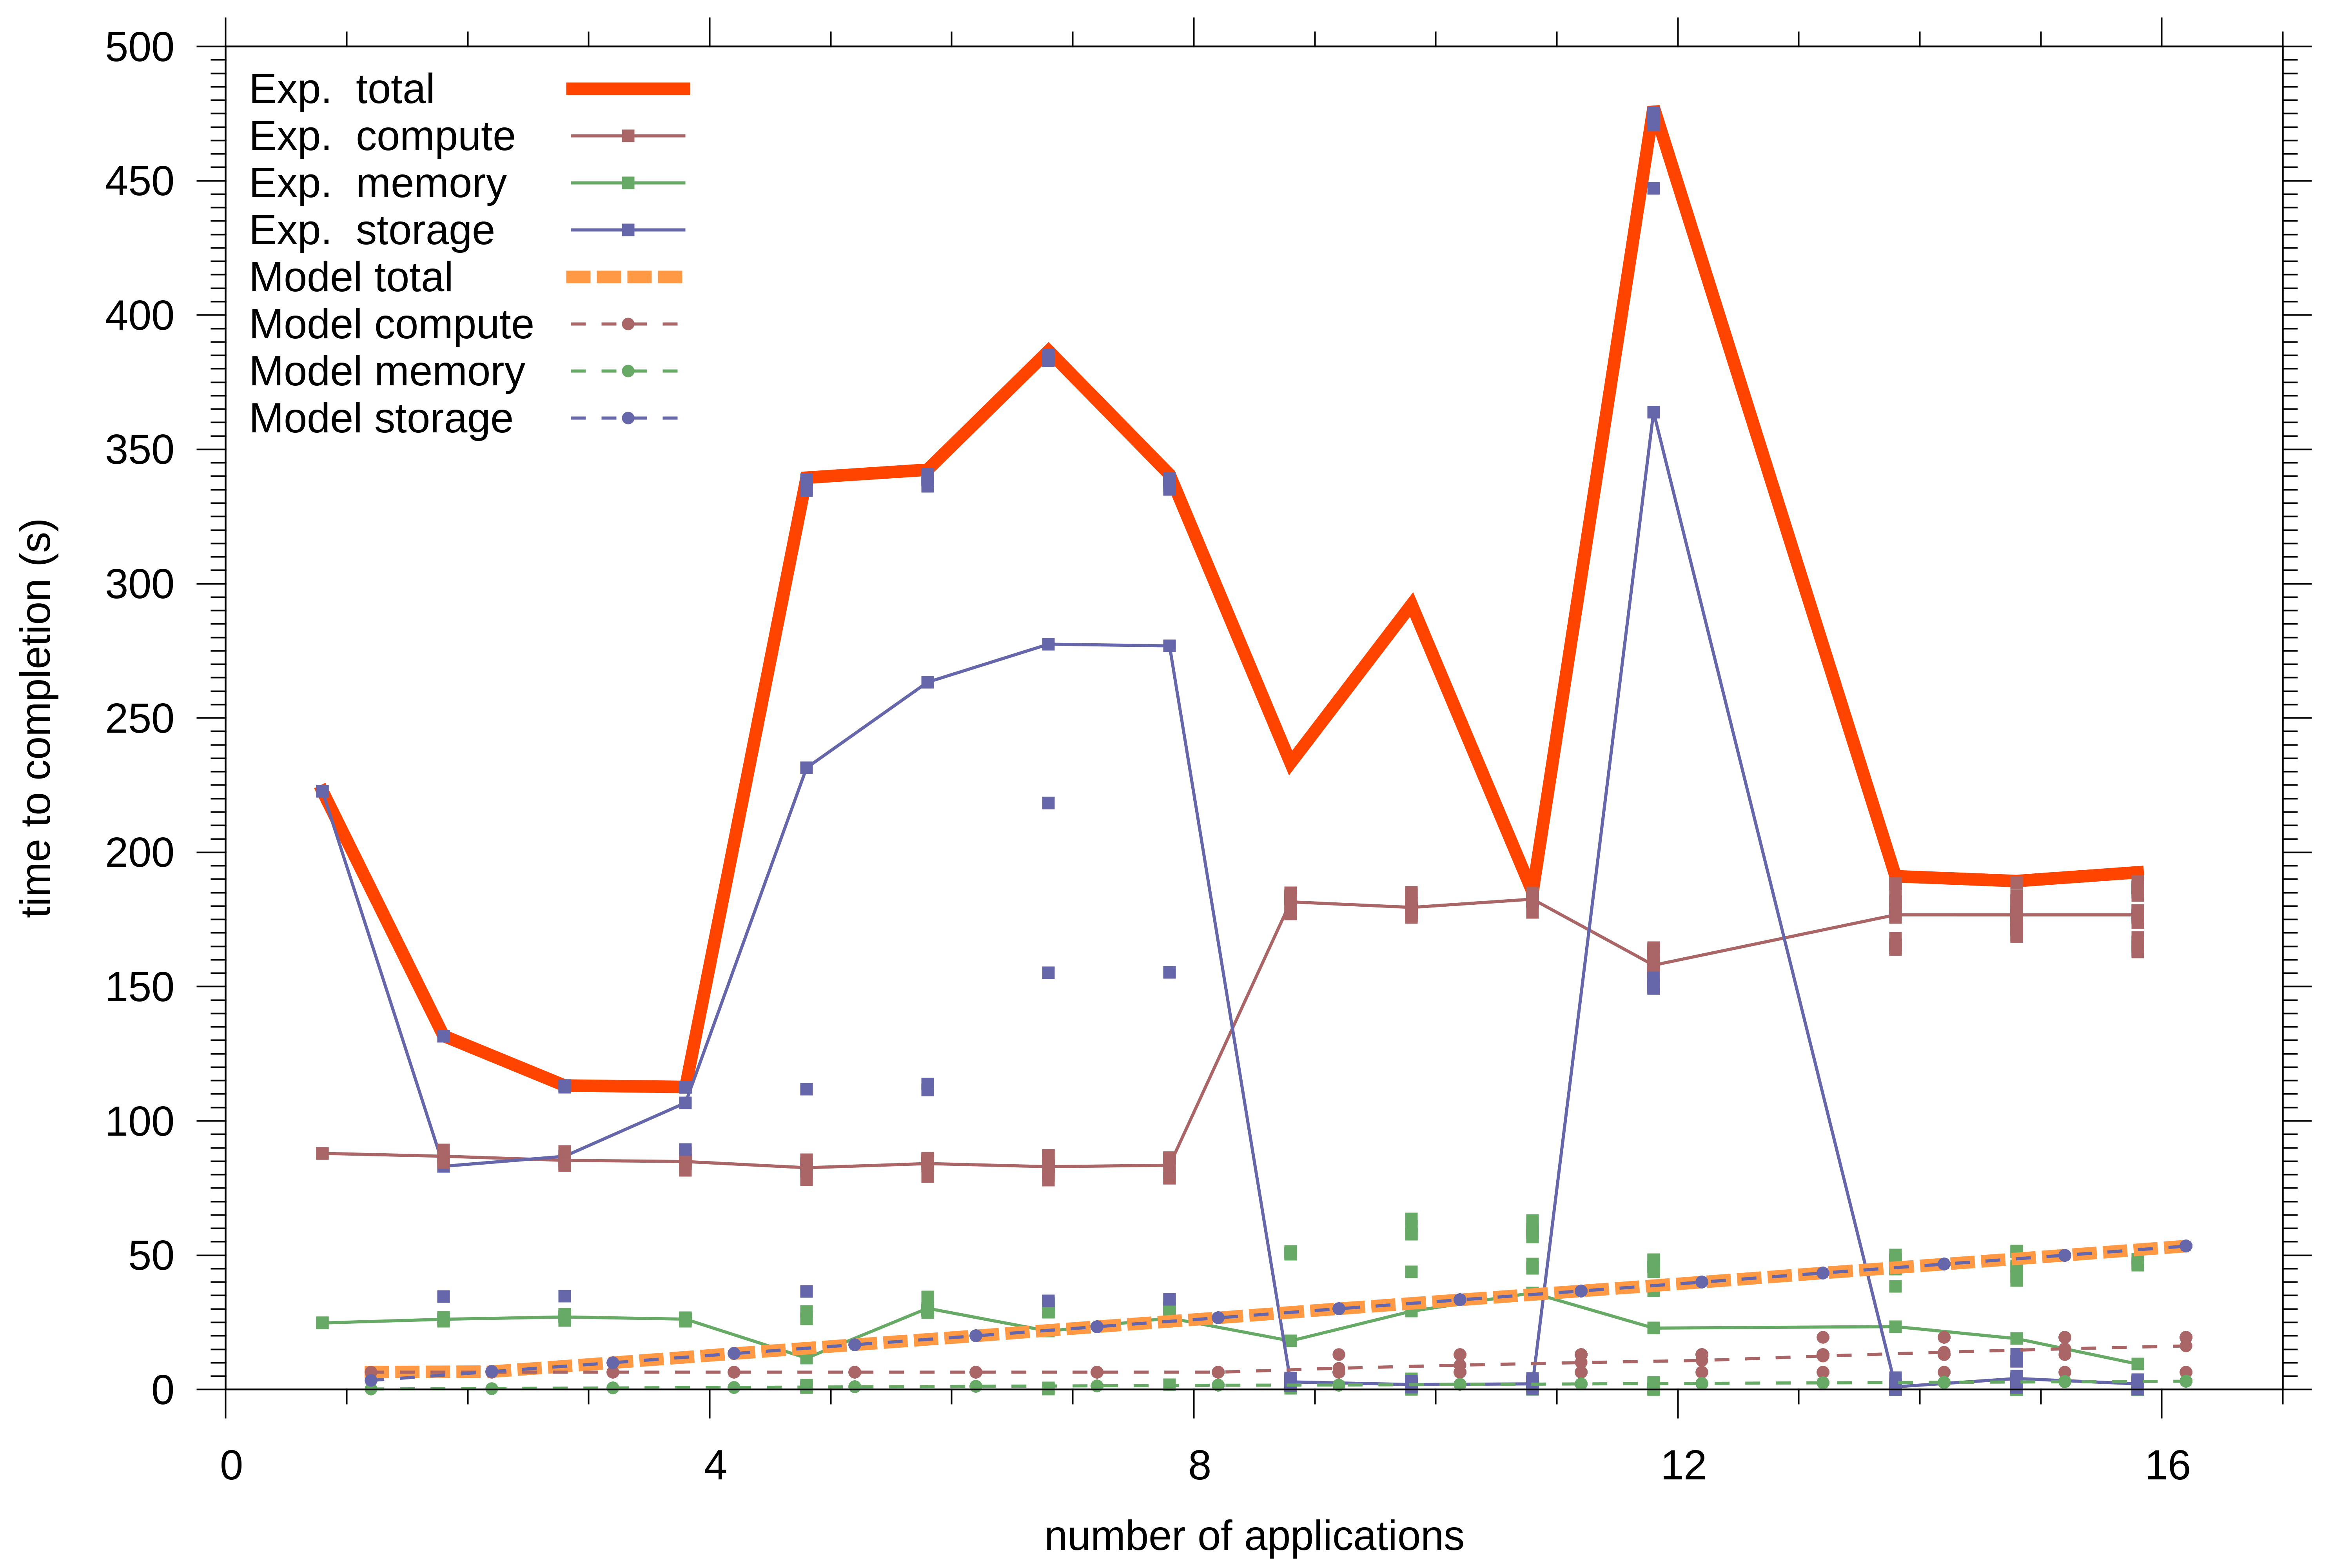 500
450
400
350
300
250
200
150
100
50
0
time to completion (s)
Exp.  total
Exp.  compute
Exp.  memory
Exp.  storage
Model total
Model compute
Model memory
Model storage
0 4 8 12 16
number of applications